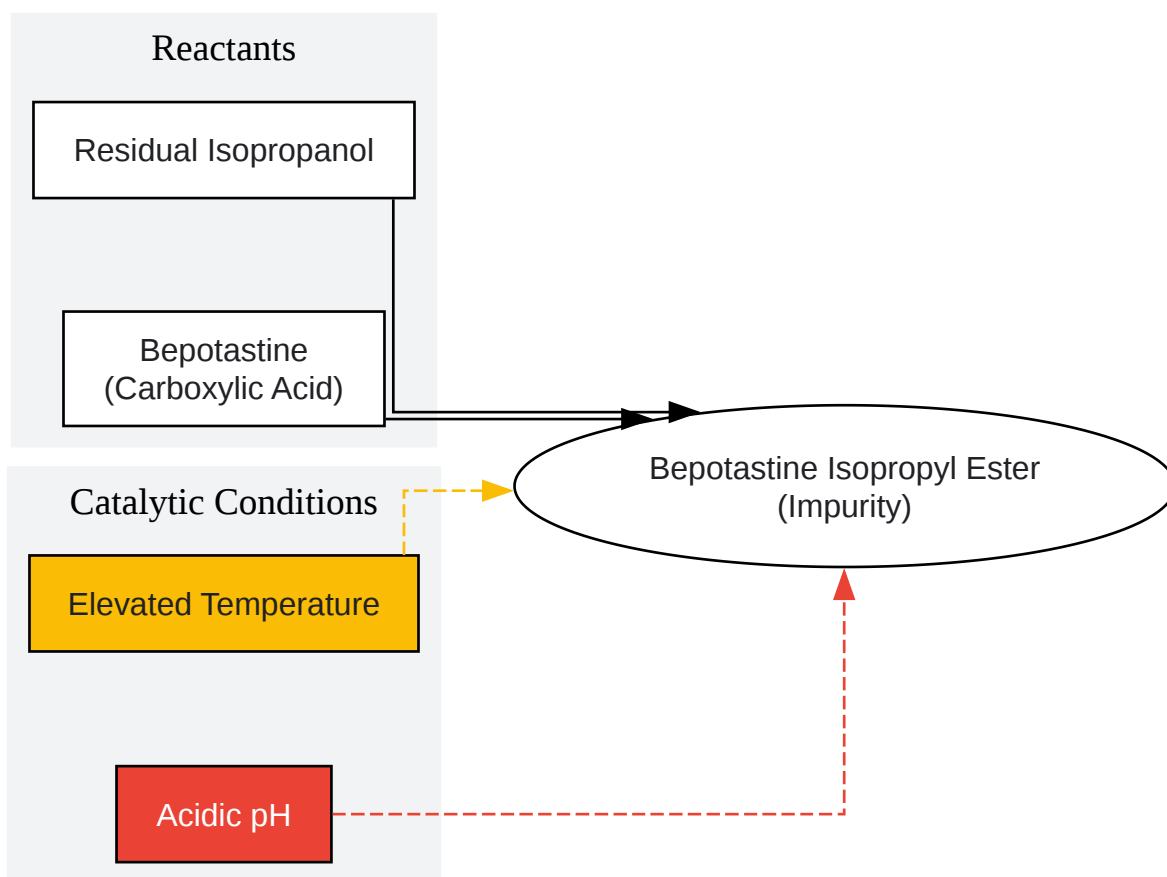 Reactants
Residual Isopropanol
Bepotastine
(Carboxylic Acid)
Bepotastine Isopropyl Ester
(Impurity)
Catalytic Conditions
Elevated Temperature
Acidic pH